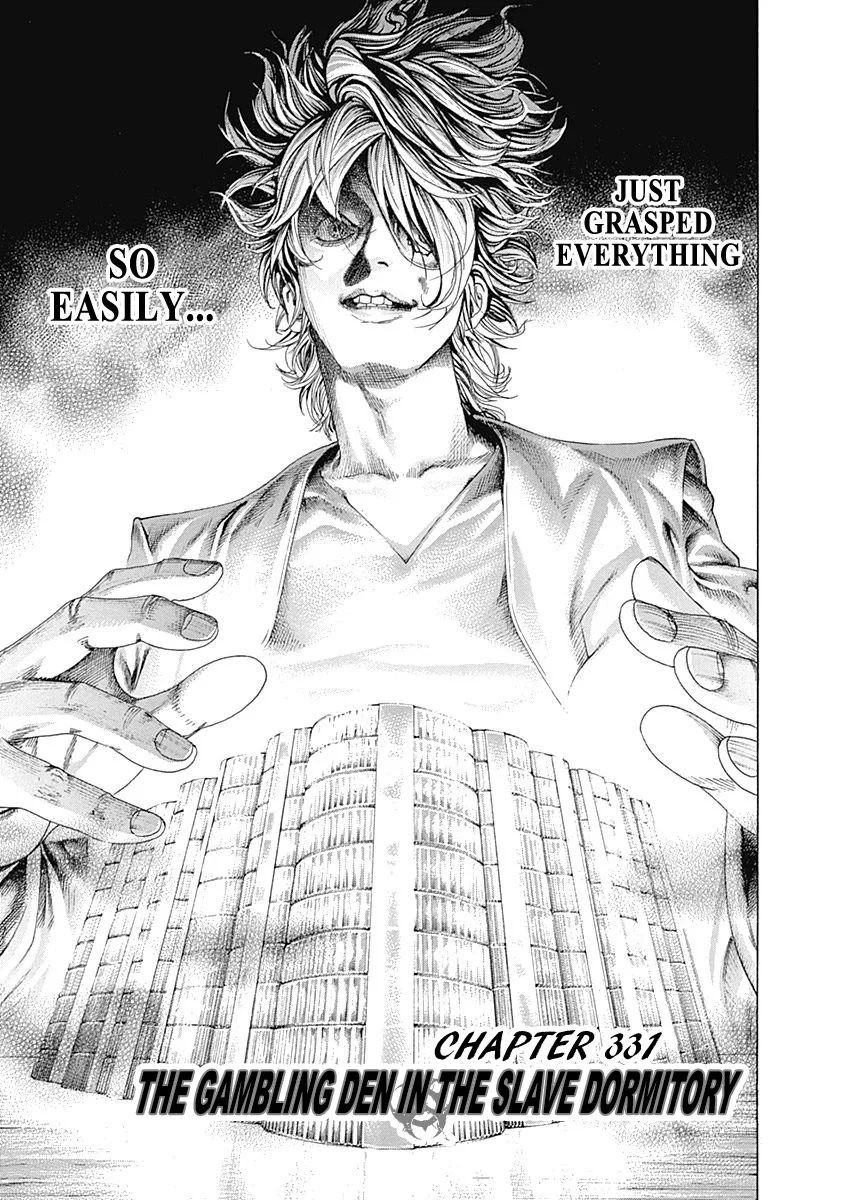 JUST
GRASPED
EVERYTHING
SO
EASILY...
CHAPTER 331
THE GAMBLING DEN IN THE SLAVE DORMITORY